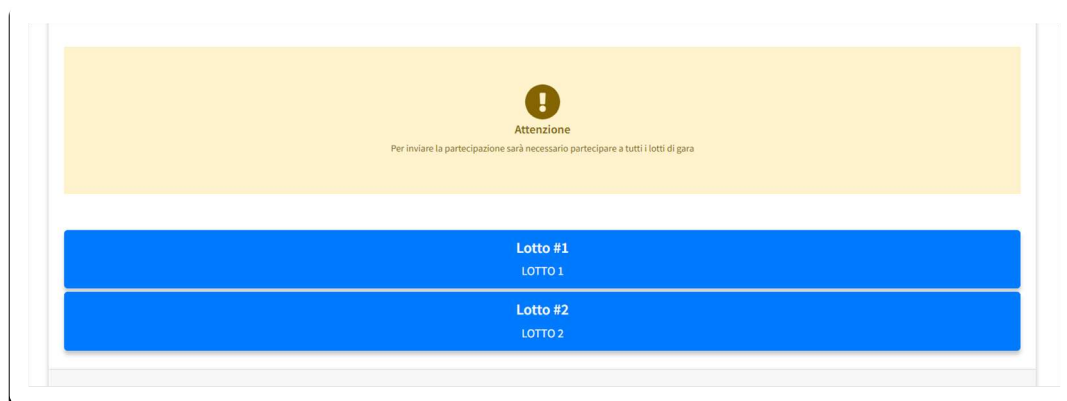 Attenzione
Per inviare la partecipazione sarà necessario partecipare a tutti i lotti di gara
Lotto #1
LOTTO 1
Lotto #2
LOTTO 2